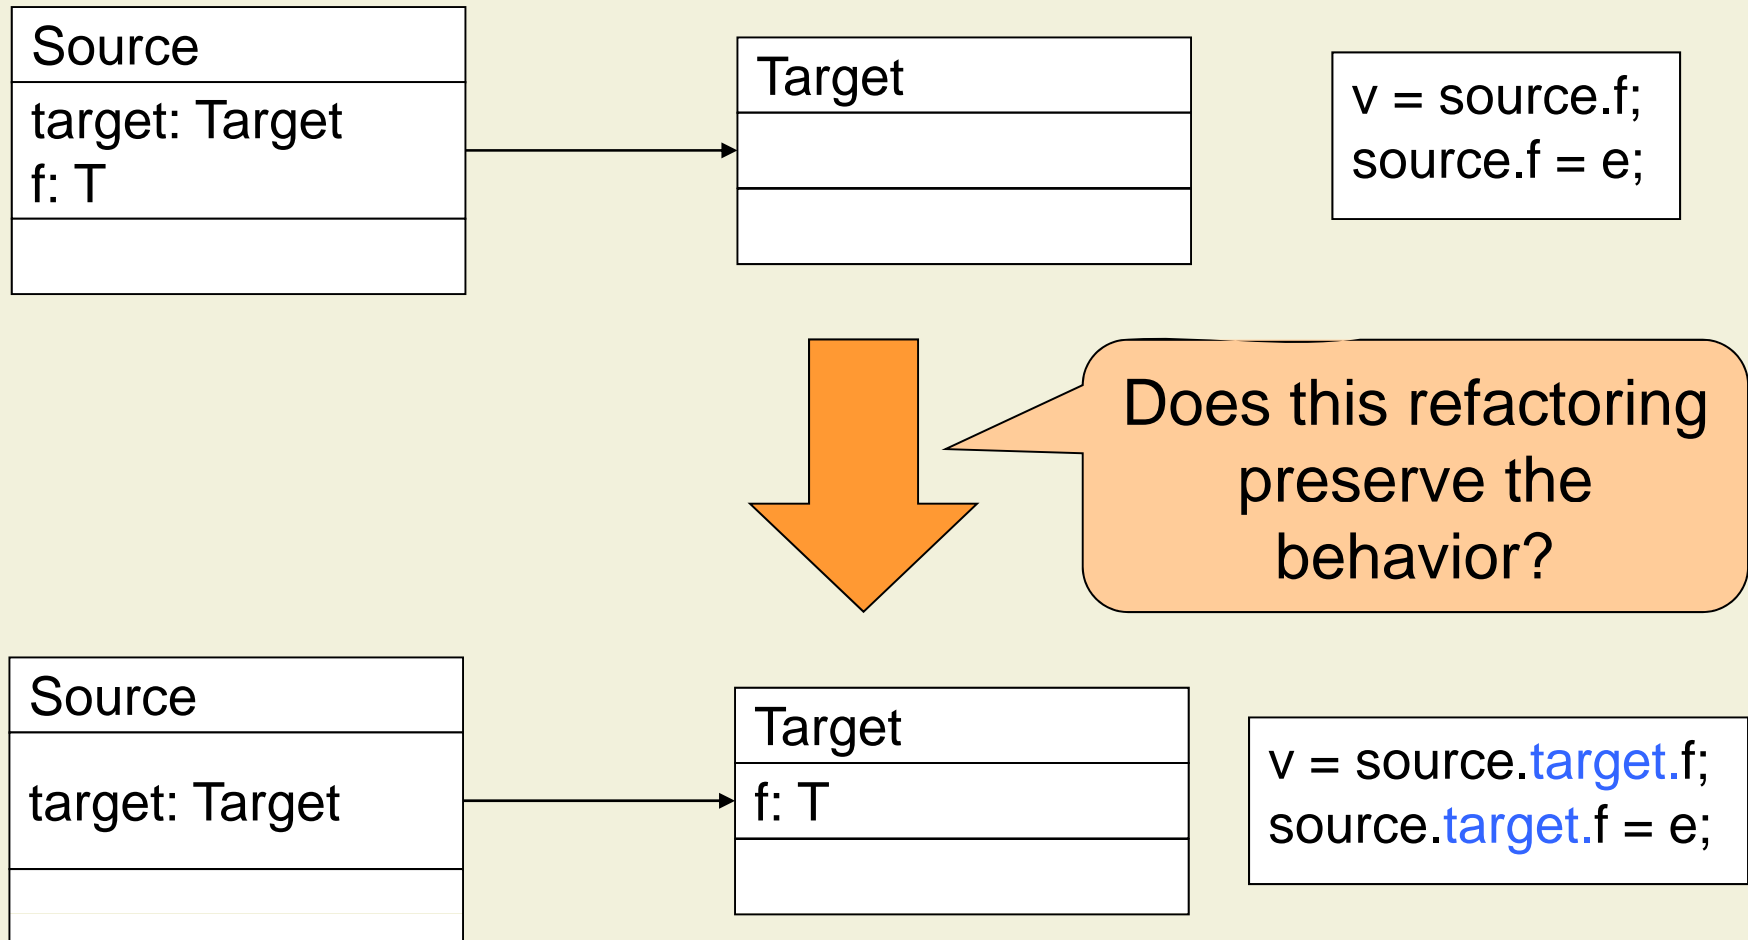 Source
target: Target
f: T
Target
v = source.f;
source.f = e;
Does this refactoring
preserve the
behavior?
Source
target: Target
Target
f: T
v = source.target.f;
source.target.f = e;